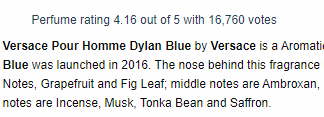 Perfume rating 4.16 out of 5 with 16,760 votes
Versace Pour Homme Dylan Blue by Versace is a Aromatic
Blue was launched in 2016. The nose behind this fragrance
Notes, Grapefruit and Fig Leaf; middle notes are Ambroxan,
notes are Incense, Musk, Tonka Bean and Saffron.